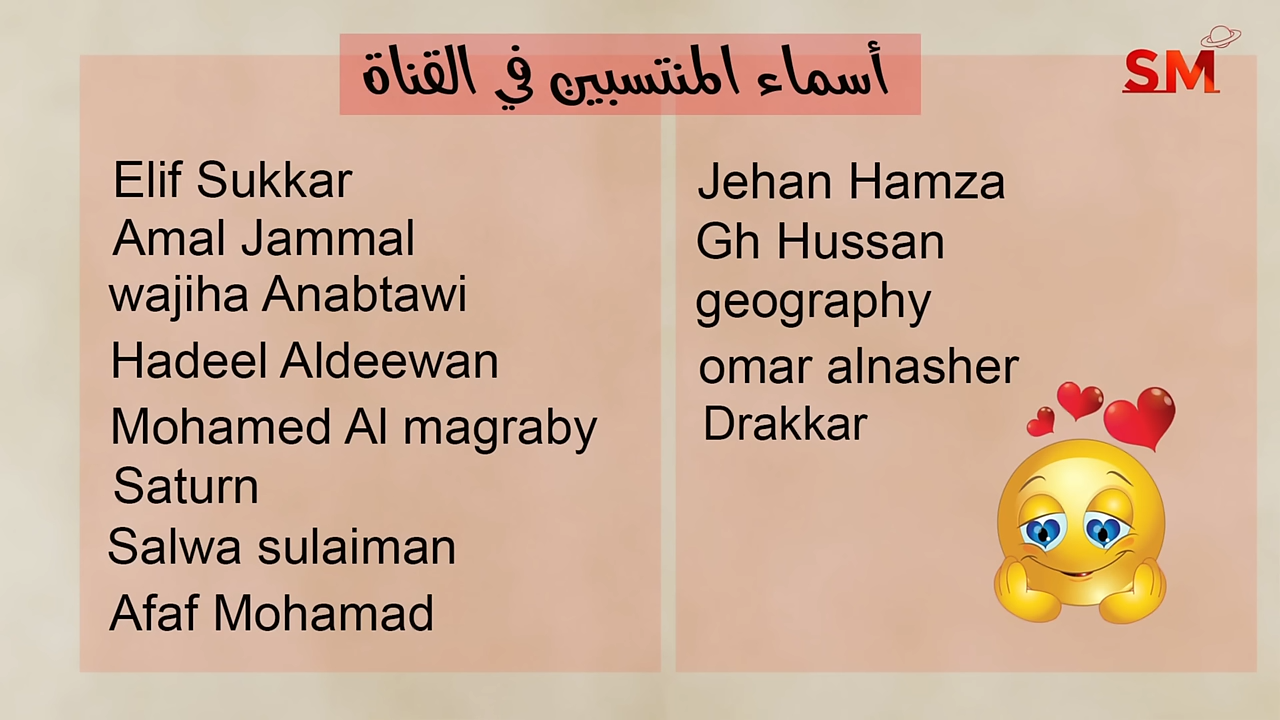 أسماء المنتسبين في القناة
SM
Elif Sukkar
Amal Jammal
wajiha Anabtawi
Hadeel Aldeewan
Mohamed Al magraby
Saturn
Salwa sulaiman
Afaf Mohamad
Jehan Hamza
Gh Hussan
geography
omar alnasher
Drakkar